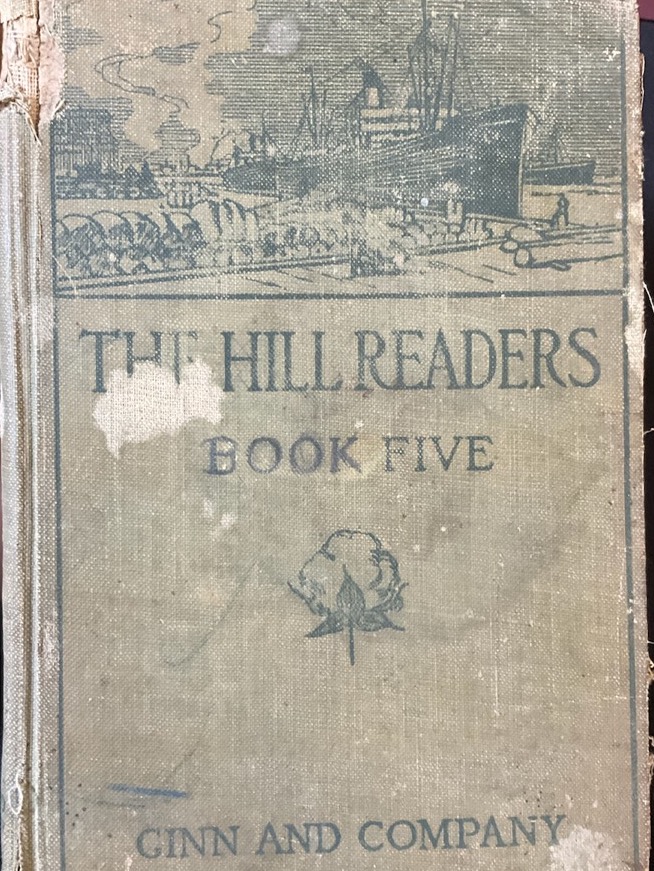 THE HILL READERS
BOOK FIVE
GINN AND COMPANY